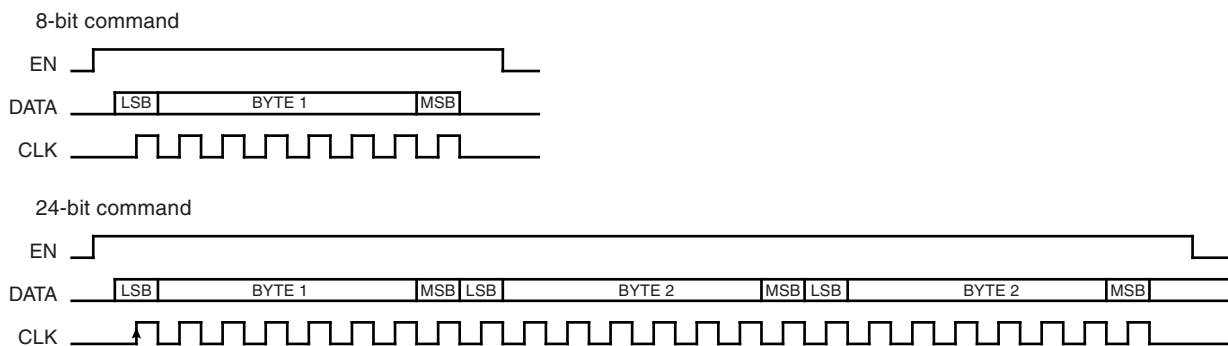 8-bit command
EN
DATA LSB BYTE 1 MSB
CLK
24-bit command
EN
DATA LSB BYTE 1 MSB LSB BYTE 2 MSB LSB BYTE 2 MSB
CLK